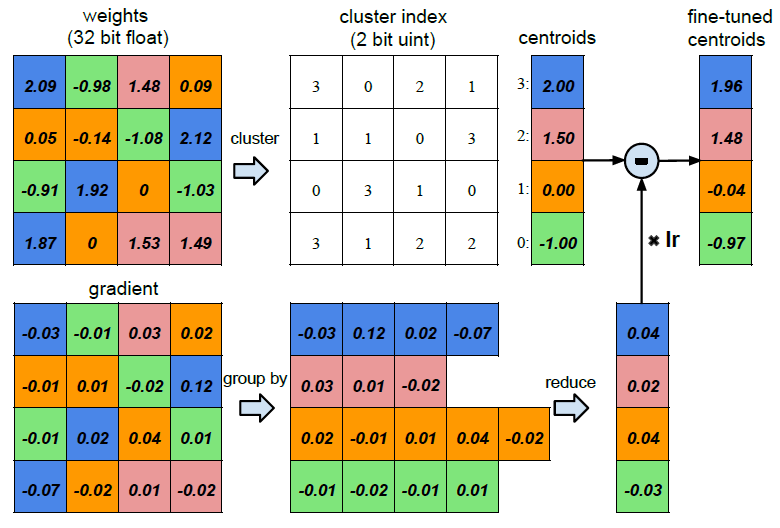 weights
(32 bit float)
cluster index
(2 bit uint)
centroids
fine-tuned
centroids
2.09 -0.98 1.48 0.09
3 0 2 1
3: 2.00
1.96
0.05 -0.14 -1.08 2.12
cluster
1 1 0 3
2: 1.50
1.48
-0.91 1.92 0 -1.03
0 3 1 0
1: 0.00
-0.04
1.87 0 1.53 1.49
3 1 2 2
0: -1.00
-0.97
× lr
gradient
-0.03 -0.01 0.03 0.02
-0.03 0.12 0.02 -0.07
0.04
-0.01 0.01 -0.02 0.12
group by
0.03 0.01 -0.02
reduce
0.02
-0.01 0.02 0.04 0.01
0.02 -0.01 0.01 0.04 -0.02
0.04
-0.07 -0.02 0.01 -0.02
-0.01 -0.02 -0.01 0.01
-0.03